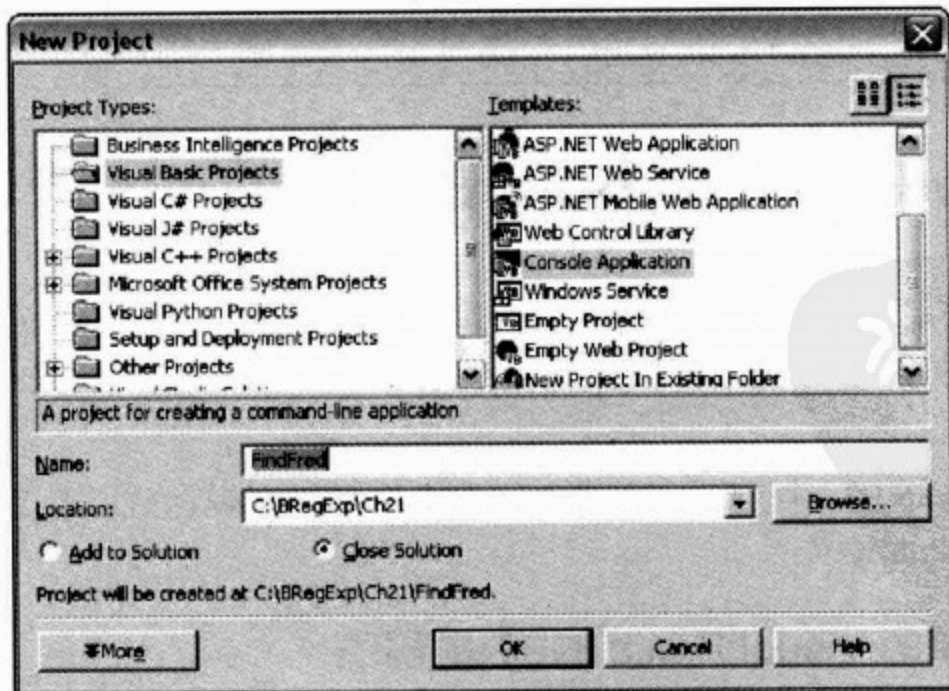 New Project
Project Types:
Templates:
Business Intelligence Projects
Visual Basic Projects
Visual C# Projects
Visual J# Projects
Visual C++ Projects
Microsoft Office System Projects
Visual Python Projects
Setup and Deployment Projects
Other Projects
ASP.NET Web Application
ASP.NET Web Service
ASP.NET Mobile Web Application
Web Control Library
Console Application
Windows Service
Empty Project
Empty Web Project
New Project In Existing Folder
A project for creating a command-line application
Name:
FindFred
Location:
C:\BRegExp\Ch21
Browse...
Add to Solution
Close Solution
Project will be created at C:\BRegExp\Ch21\FindFred.
More
OK
Cancel
Help